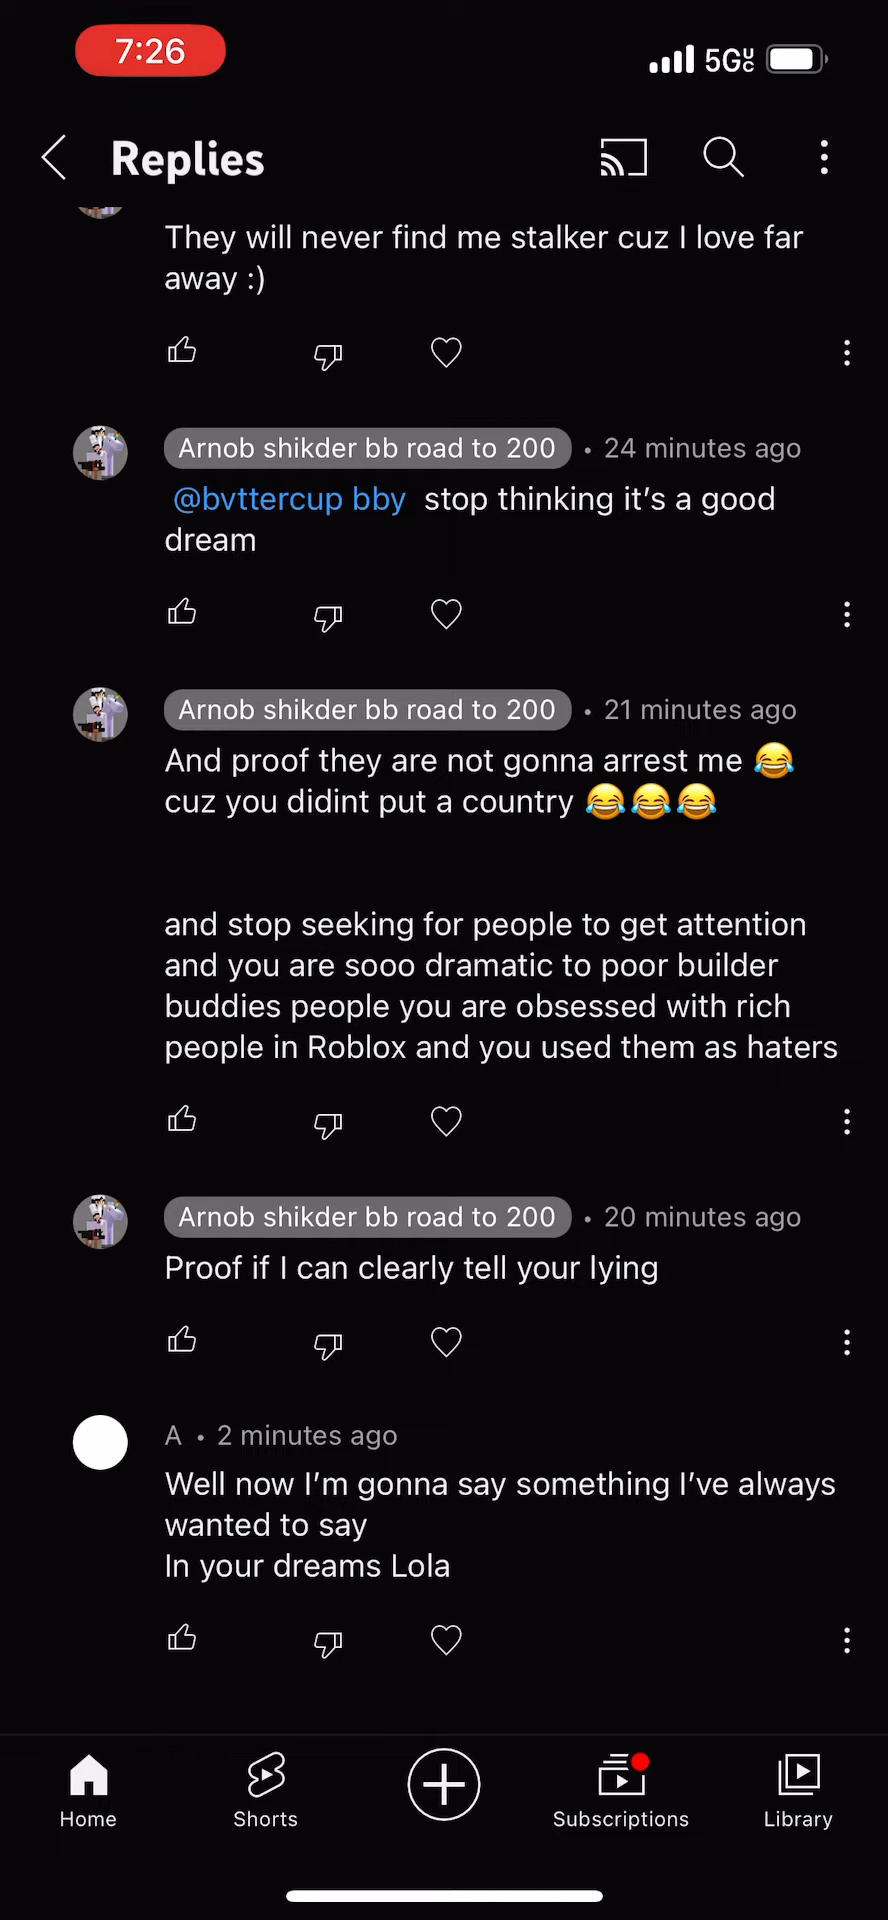 7:26
5GUC
Replies
They will never find me stalker cuz I love far
away :)
Arnob shikder bb road to 200 • 24 minutes ago
@bvttercup bby stop thinking it's a good
dream
Arnob shikder bb road to 200 • 21 minutes ago
And proof they are not gonna arrest me 😂
cuz you didint put a country 😂😂😂
and stop seeking for people to get attention
and you are sooo dramatic to poor builder
buddies people you are obsessed with rich
people in Roblox and you used them as haters
Arnob shikder bb road to 200 • 20 minutes ago
Proof if I can clearly tell your lying
A • 2 minutes ago
Well now I'm gonna say something I've always
wanted to say
In your dreams Lola
Home
Shorts
Subscriptions
Library